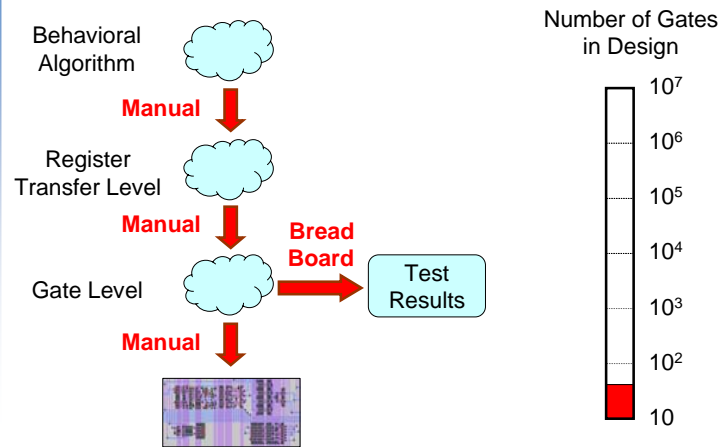 Behavioral
Algorithm
Manual
Register
Transfer Level
Manual
Bread
Board
Gate Level
Test
Results
Manual
Number of Gates
in Design
10⁷
10⁶
10⁵
10⁴
10³
10²
10